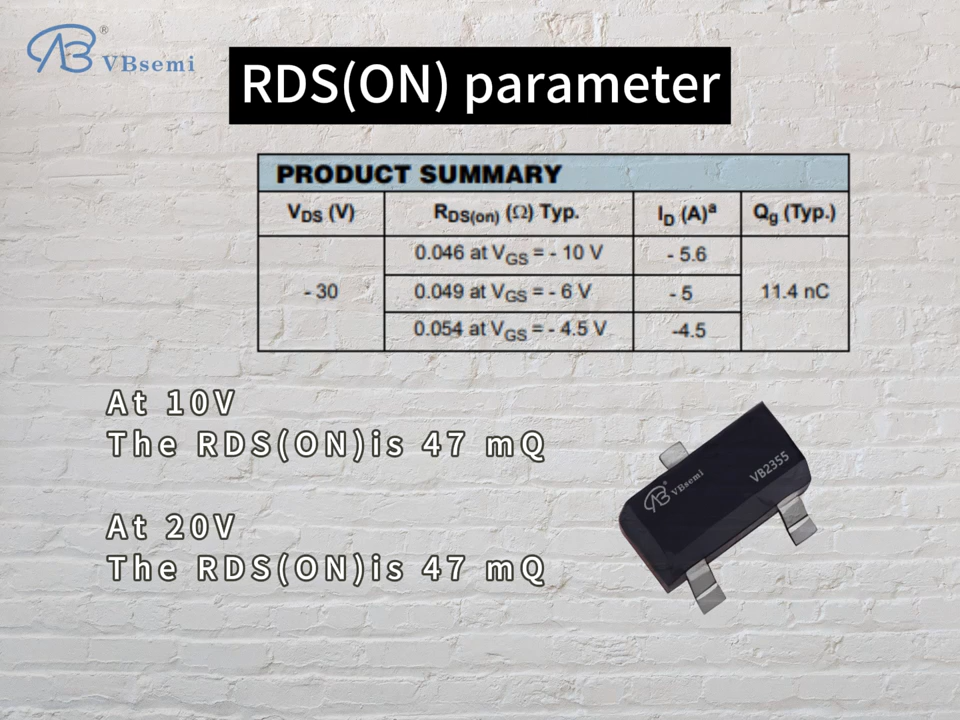 VBsemi®
RDS(ON) parameter
PRODUCT SUMMARY
VDS (V) RDS(on) (Ω) Typ. ID (A)a Qg (Typ.)
0.046 at VGS = - 10 V - 5.6
- 30 0.049 at VGS = - 6 V - 5 11.4 nC
0.054 at VGS = - 4.5 V -4.5
At 10V
The RDS(ON)is 47 mQ
At 20V
The RDS(ON)is 47 mQ
VBsemi VB2355